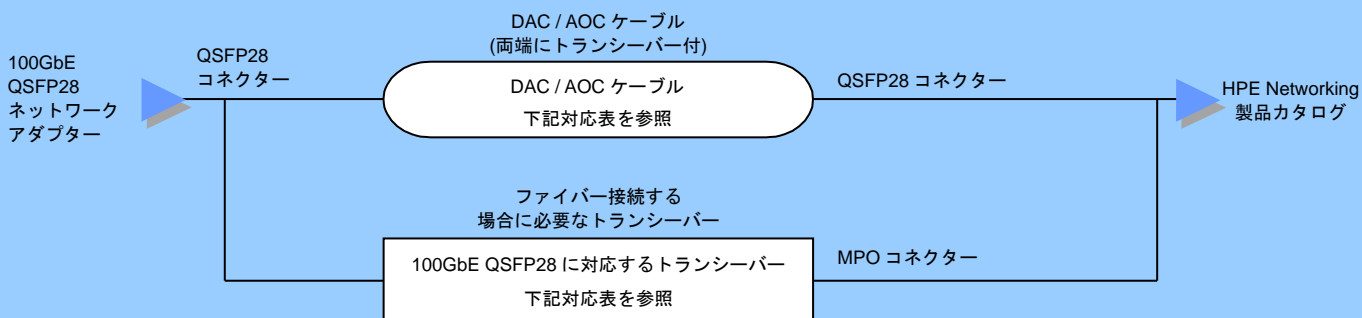 DAC / AOC ケーブル
(両端にトランシーバー付)
100GbE
QSFP28
ネットワーク
アダプター
QSFP28
コネクター
DAC / AOC ケーブル
下記対応表を参照
QSFP28 コネクター
HPE Networking
製品カタログ
ファイバー接続する
場合に必要なトランシーバー
100GbE QSFP28 に対応するトランシーバー
下記対応表を参照
MPO コネクター